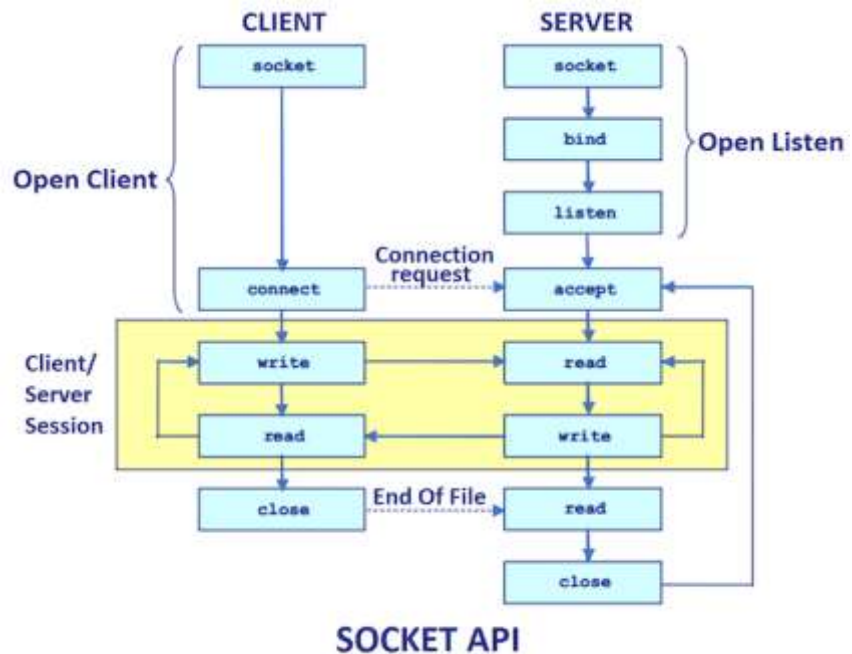 CLIENT
SERVER
socket
socket
bind
Open Listen
Open Client
listen
Connection
request
connect
accept
Client/
Server
Session
write
read
read
write
close
End Of File
read
close
SOCKET API